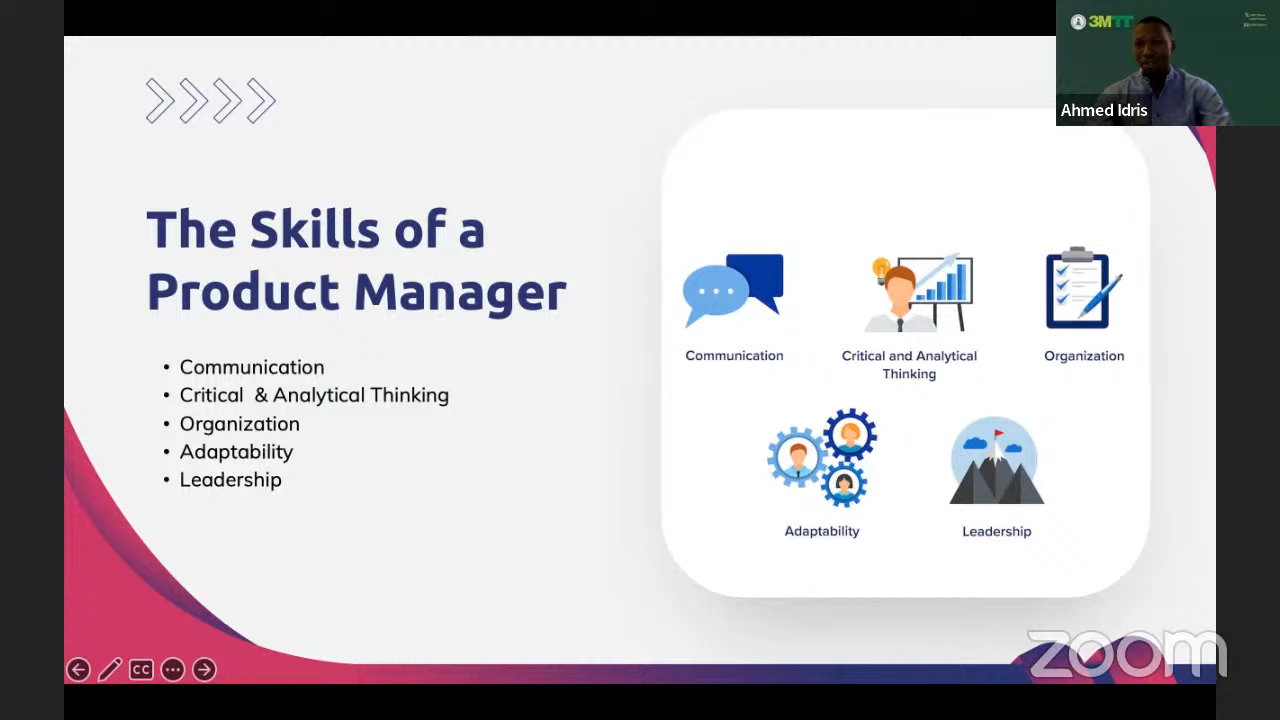 3MTT
Ahmed Idris
The Skills of a
Product Manager
• Communication
• Critical & Analytical Thinking
• Organization
• Adaptability
• Leadership
Communication
Critical and Analytical
Thinking
Organization
Adaptability
Leadership
CC
zoom